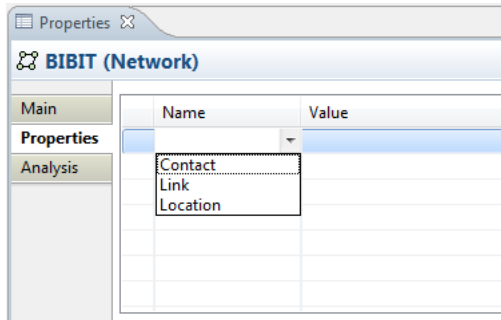 Properties
BIBIT (Network)
Main
Properties
Analysis
Name Value
Contact
Link
Location